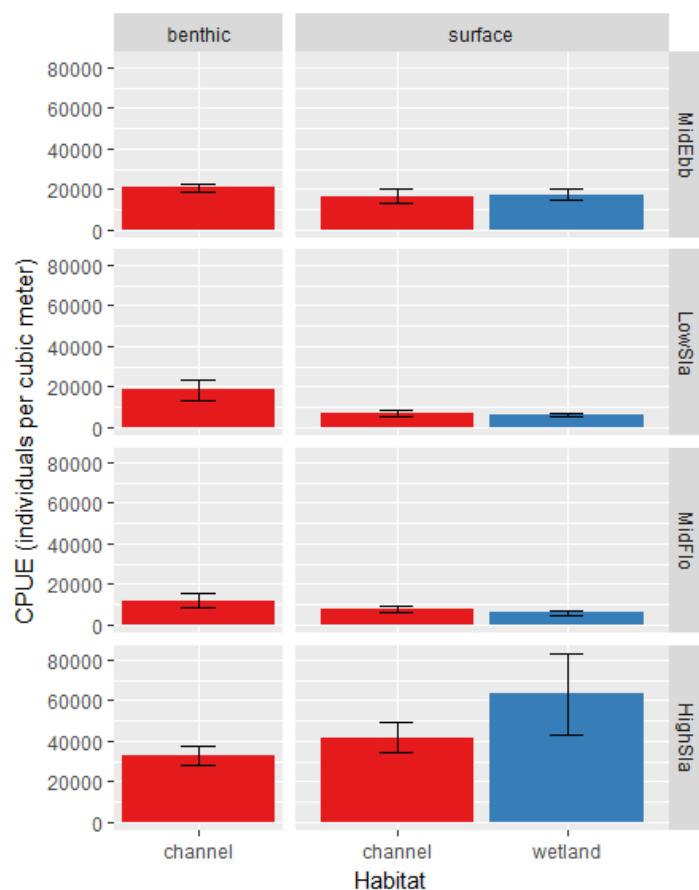 benthic surface
80000
60000
40000
20000
0
MidEbb
80000
60000
40000
20000
0
LowSla
80000
60000
40000
20000
0
MidFlo
80000
60000
40000
20000
0
HighSla
CPUE (individuals per cubic meter)
channel channel wetland
Habitat